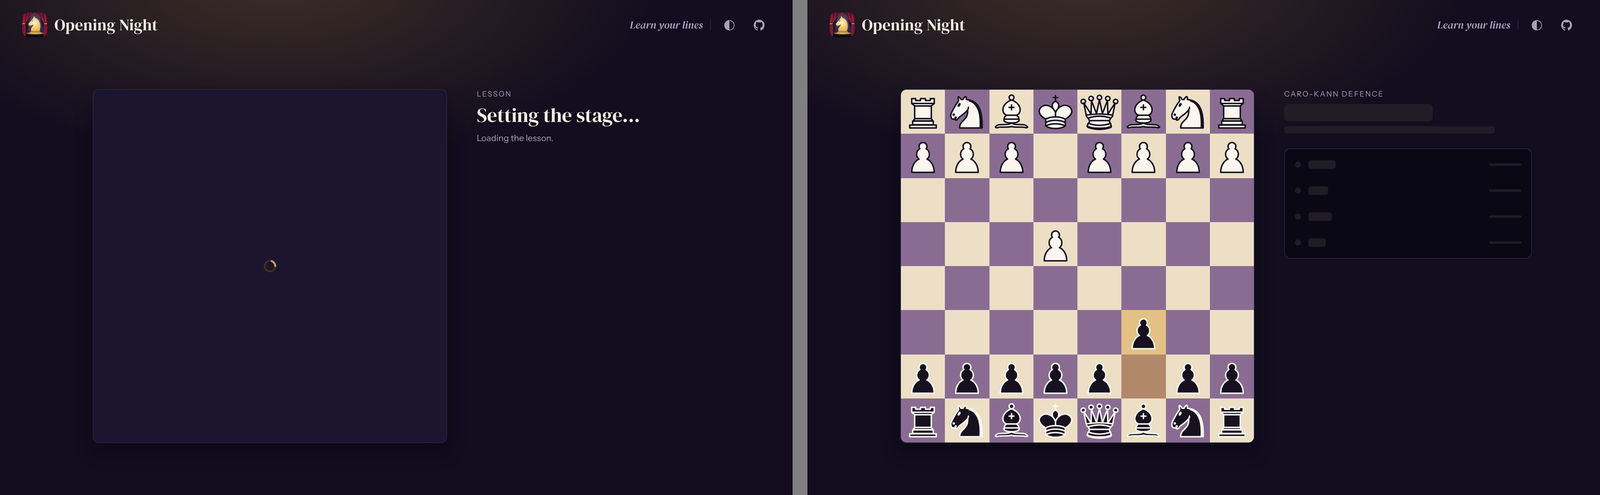 Opening Night
Learn your lines
LESSON
Setting the stage...
Loading the lesson.
Opening Night
Learn your lines
CARO-KANN DEFENCE